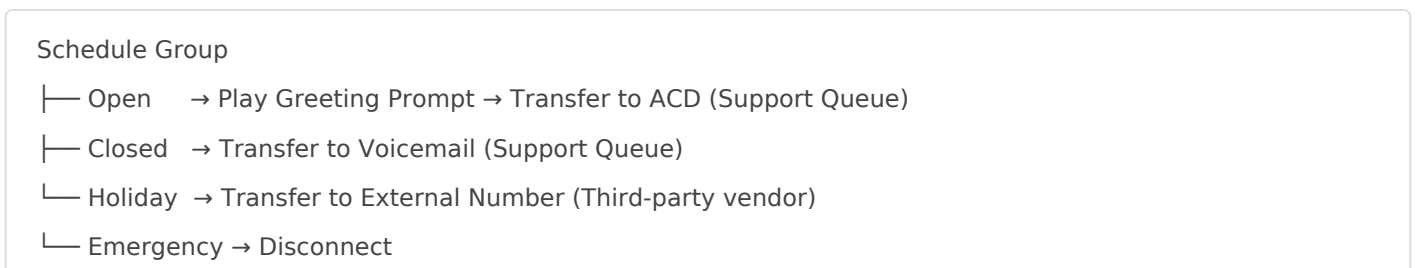 Schedule Group
├── Open → Play Greeting Prompt → Transfer to ACD (Support Queue)
├── Closed → Transfer to Voicemail (Support Queue)
└── Holiday → Transfer to External Number (Third-party vendor)
└── Emergency → Disconnect